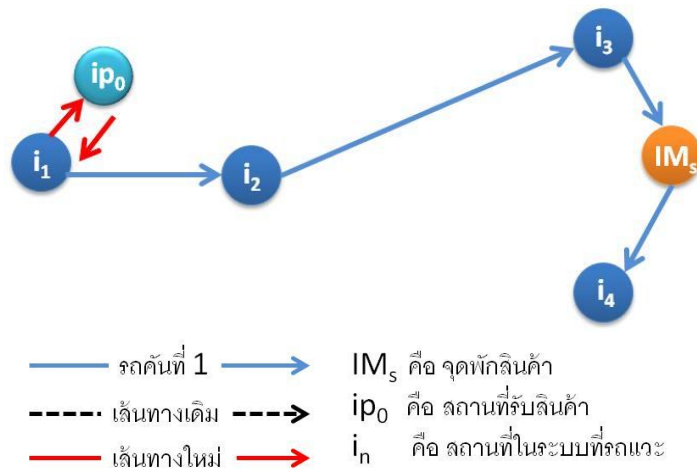 i3
ip0
i1
i2
IMs
i4
รถคันที่ 1
IMs คือ จุดพักสินค้า
เส้นทางเดิม
ip0 คือ สถานที่รับสินค้า
เส้นทางใหม่
in คือ สถานที่ในระบบที่รถแวะ